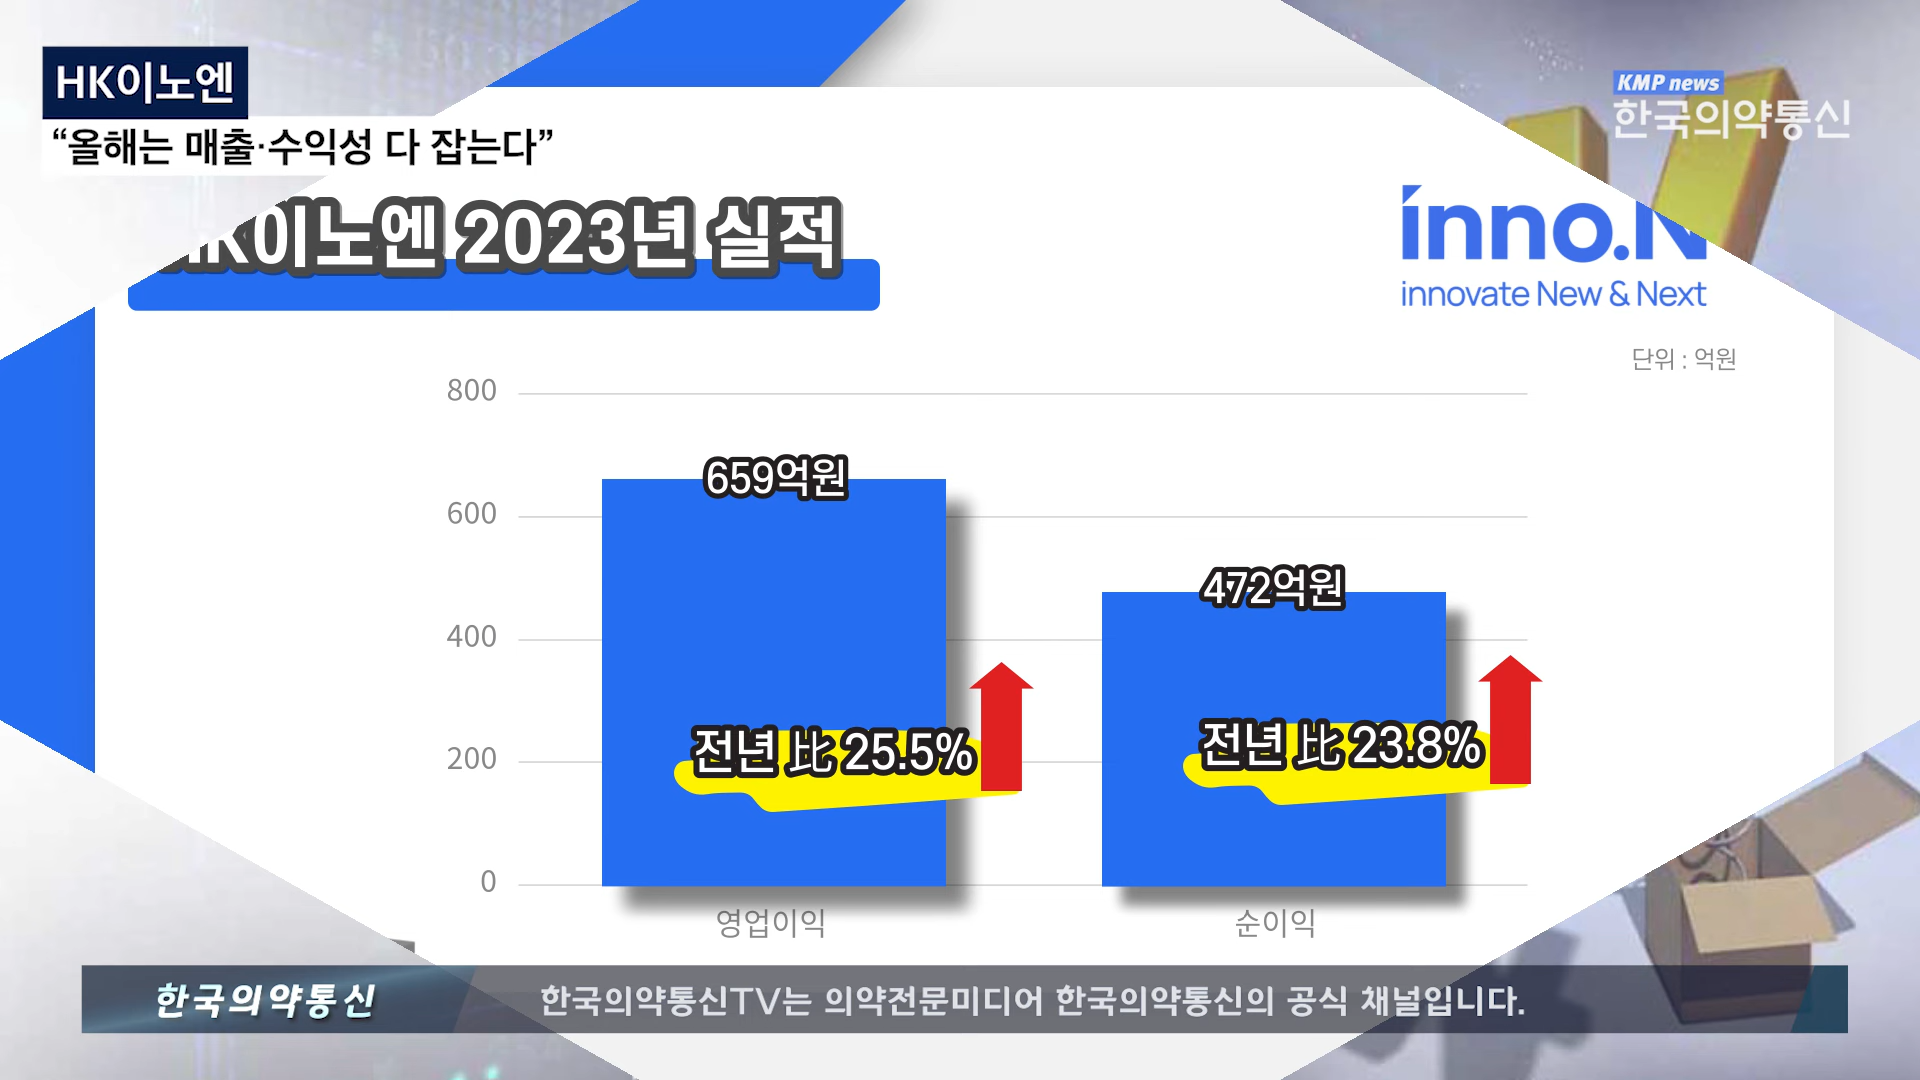 HK이노엔
“올해는 매출·수익성 다 잡는다”
KMP news
한국의약통신
HK이노엔 2023년 실적
inno.N
innovate New & Next
단위 : 억원
800
600
400
200
0
659억원
472억원
전년 比 25.5%
전년 比 23.8%
영업이익
순이익
한국의약통신
한국의약통신TV는 의약전문미디어 한국의약통신의 공식 채널입니다.